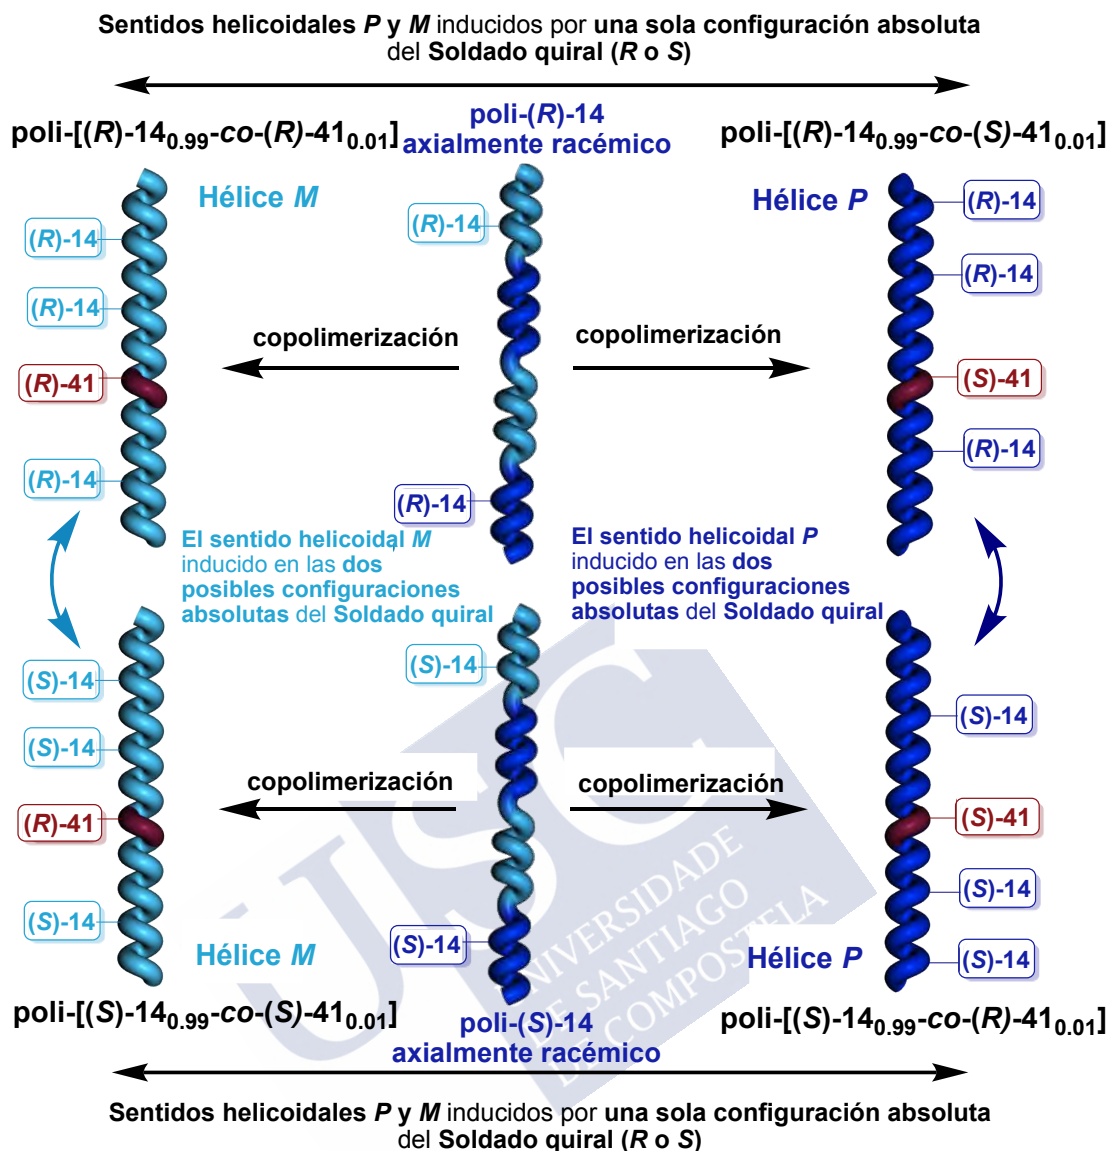 Sentidos helicoidales P y M inducidos por una sola configuración absoluta
del Soldado quiral (R o S)
poli-[(R)-140.99-co-(R)-410.01]
poli-(R)-14
axialmente racémico
poli-[(R)-140.99-co-(S)-410.01]
Hélice M
Hélice P
(R)-14
(R)-14
(R)-14
(R)-14
(R)-14
(R)-14
copolimerización
copolimerización
(R)-41
(S)-41
(R)-14
(R)-14
(R)-14
El sentido helicoidal M
inducido en las dos
posibles configuraciones
absolutas del Soldado quiral
El sentido helicoidal P
inducido en las dos
posibles configuraciones
absolutas del Soldado quiral
(S)-14
(S)-14
(S)-14
(S)-14
copolimerización
copolimerización
(R)-41
(S)-41
(S)-14
(S)-14
(S)-14
(S)-14
Hélice M
Hélice P
poli-[(S)-140.99-co-(S)-410.01]
poli-(S)-14
axialmente racémico
poli-[(S)-140.99-co-(R)-410.01]
Sentidos helicoidales P y M inducidos por una sola configuración absoluta
del Soldado quiral (R o S)
USC
UNIVERSIDADE
DE SANTIAGO
DE COMPOSTELA